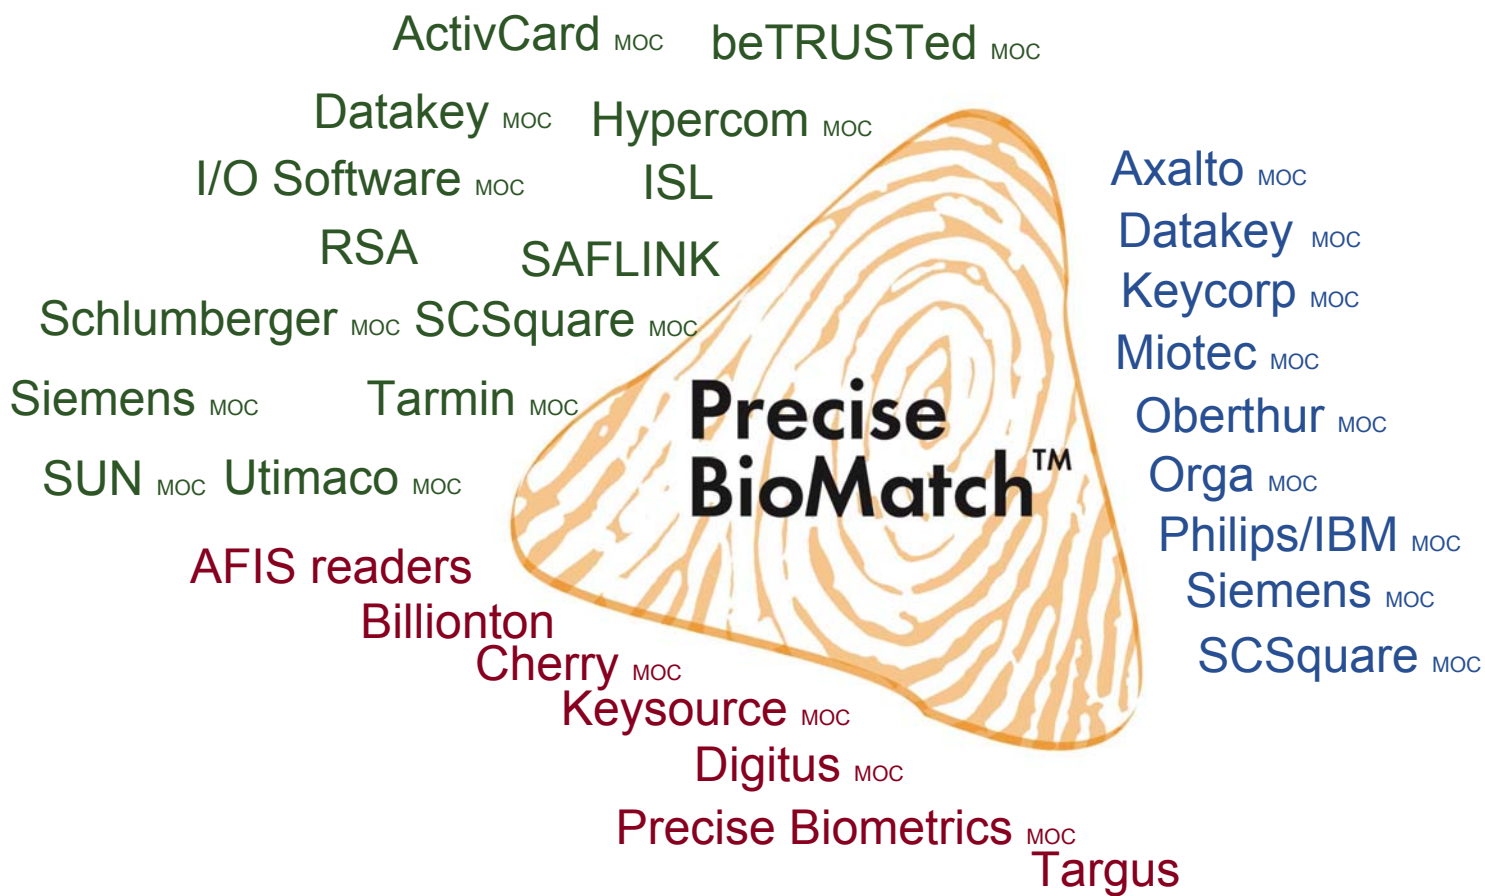 ActivCard MOC beTRUSTed MOC
Datakey MOC Hypercom MOC
I/O Software MOC ISL
RSA SAFLINK
Schlumberger MOC SCSquare MOC
Siemens MOC Tarmin MOC
SUN MOC Utimaco MOC
Precise
BioMatch™
Axalto MOC
Datakey MOC
Keycorp MOC
Miotec MOC
Oberthur MOC
Orga MOC
Philips/IBM MOC
Siemens MOC
SCSquare MOC
AFIS readers
Billionton
Cherry MOC
Keysource MOC
Digitus MOC
Precise Biometrics MOC
Targus